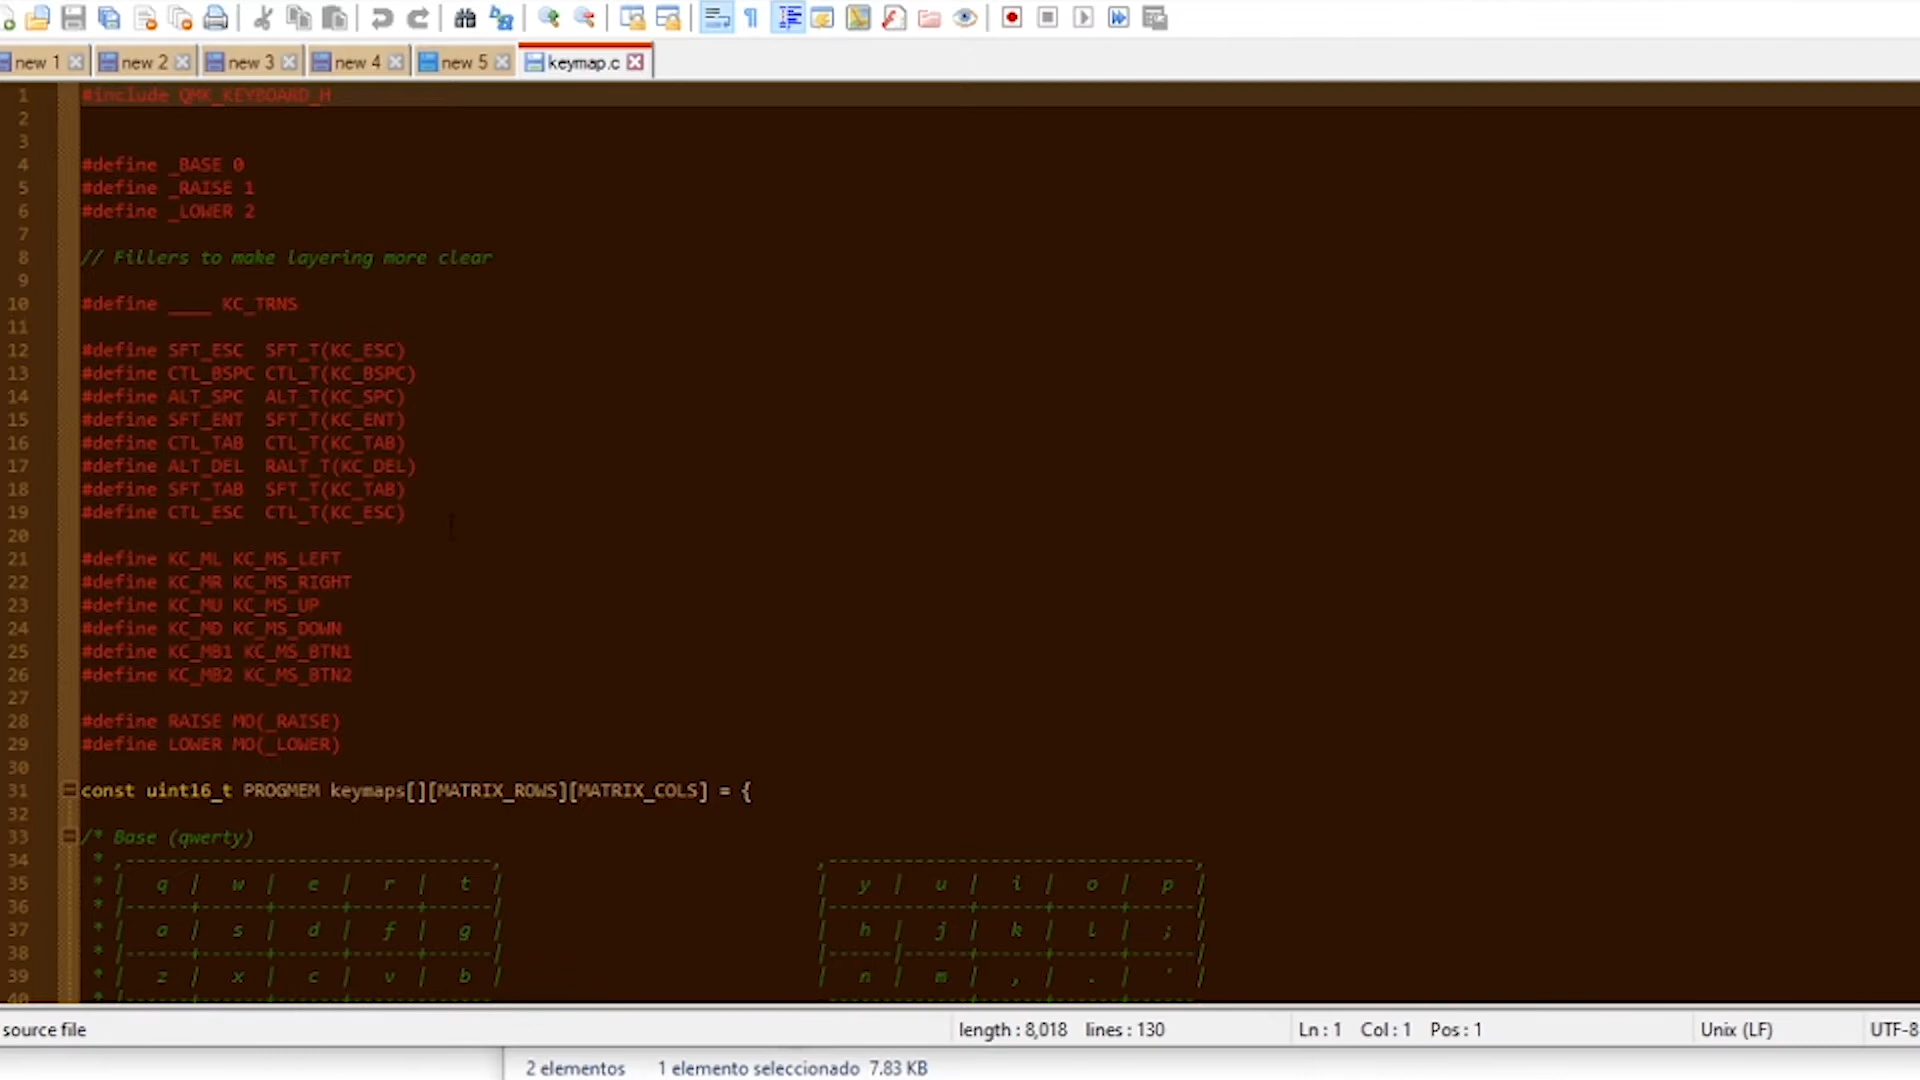 new 1 new 2 new 3 new 4 new 5 keymap.c
1 #include QMK_KEYBOARD_H
2
3
4 #define _BASE 0
5 #define _RAISE 1
6 #define _LOWER 2
7
8 // Fillers to make layering more clear
9
10 #define ____ KC_TRNS
11
12 #define SFT_ESC  SFT_T(KC_ESC)
13 #define CTL_BSPC CTL_T(KC_BSPC)
14 #define ALT_SPC  ALT_T(KC_SPC)
15 #define SFT_ENT  SFT_T(KC_ENT)
16 #define CTL_TAB  CTL_T(KC_TAB)
17 #define ALT_DEL  RALT_T(KC_DEL)
18 #define SFT_TAB  SFT_T(KC_TAB)
19 #define CTL_ESC  CTL_T(KC_ESC)
20
21 #define KC_ML KC_MS_LEFT
22 #define KC_MR KC_MS_RIGHT
23 #define KC_MU KC_MS_UP
24 #define KC_MD KC_MS_DOWN
25 #define KC_MB1 KC_MS_BTN1
26 #define KC_MB2 KC_MS_BTN2
27
28 #define RAISE MO(_RAISE)
29 #define LOWER MO(_LOWER)
30
31 const uint16_t PROGMEM keymaps[][MATRIX_ROWS][MATRIX_COLS] = {
32
33 /* Base (qwerty)
34 * ,----------------------------------, ,----------------------------------,
35 * | q | w | e | r | t | | y | u | i | o | p |
36 * |------+------+------+------+------| |-------------+------+------+------|
37 * | a | s | d | f | g | | h | j | k | l | ; |
38 * |------+------+------+------+------| |------|------+------+------+------|
39 * | z | x | c | v | b | | n | m | , | . | ' |
40
source file length : 8,018 lines : 130 Ln : 1 Col : 1 Pos : 1 Unix (LF) UTF-8
2 elementos 1 elemento seleccionado 7.83 KB